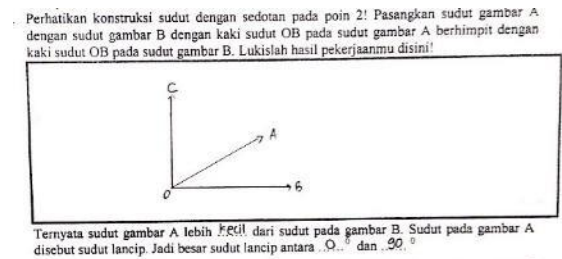 Perhatikan konstruksi sudut dengan sedotan pada poin 2! Pasangkan sudut gambar A
dengan sudut gambar B dengan kaki sudut OB pada sudut gambar A berhimpit dengan
kaki sudut OB pada sudut gambar B. Lukislah hasil pekerjaanmu disini!
C
A
O
B
Ternyata sudut gambar A lebih kecil dari sudut pada gambar B. Sudut pada gambar A
disebut sudut lancip. Jadi besar sudut lancip antara ..0..° dan ..90.°